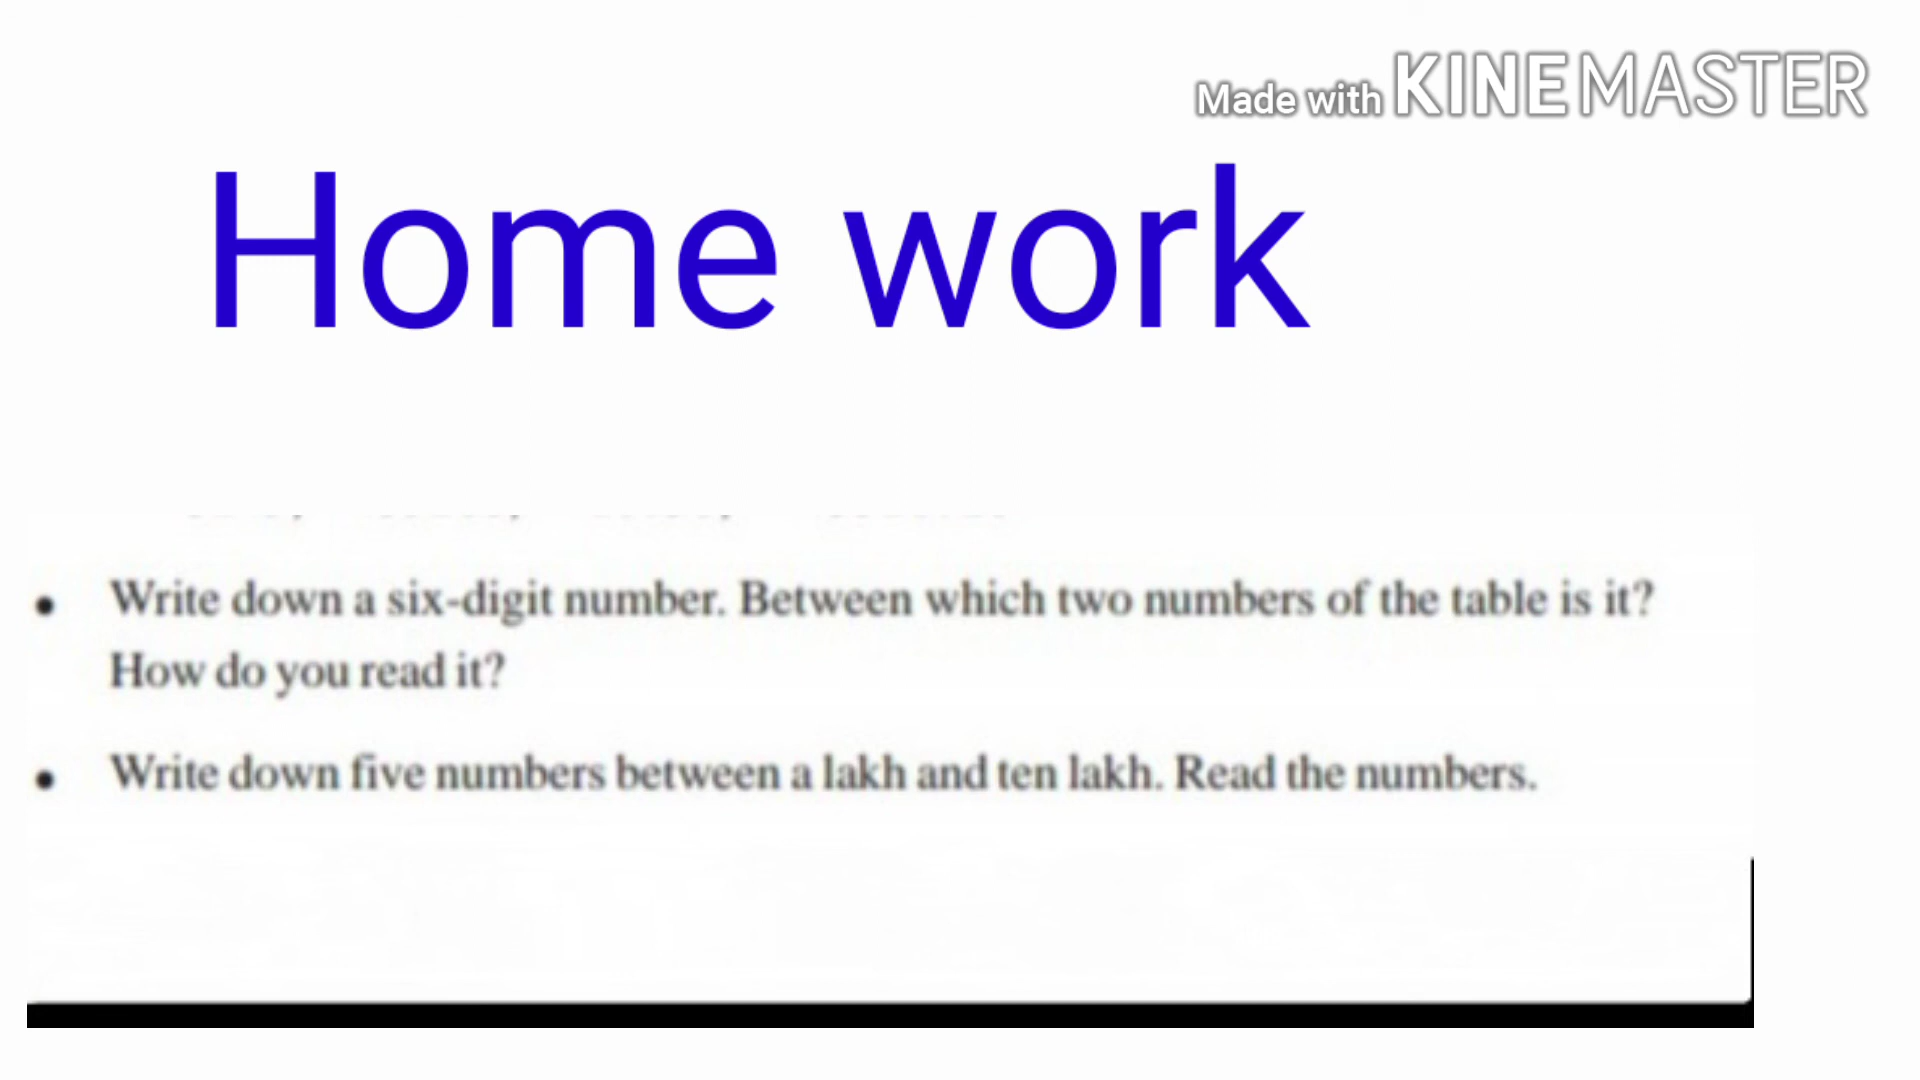 Made with KINEMASTER
Home work
• Write down a six-digit number. Between which two numbers of the table is it?
How do you read it?
• Write down five numbers between a lakh and ten lakh. Read the numbers.